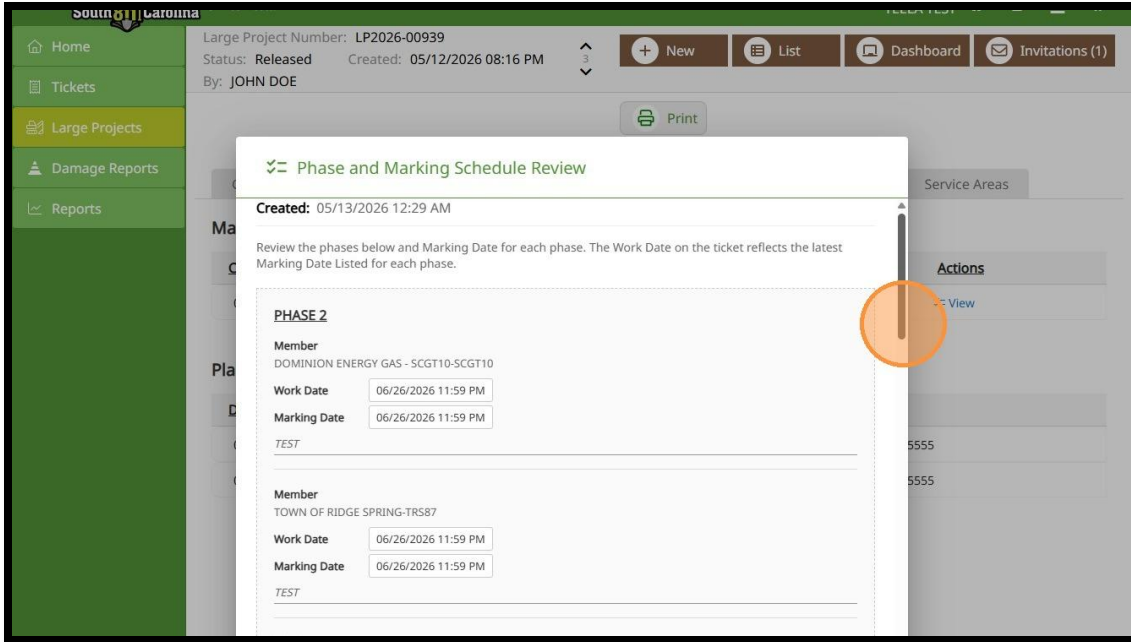 South 811 Carolina
Home
Tickets
Large Projects
Damage Reports
Reports
Large Project Number: LP2026-00939
Status: Released Created: 05/12/2026 08:16 PM
By: JOHN DOE
3
New
List
Dashboard
Invitations (1)
Print
Service Areas
Phase and Marking Schedule Review
Created: 05/13/2026 12:29 AM
Review the phases below and Marking Date for each phase. The Work Date on the ticket reflects the latest
Marking Date Listed for each phase.
Ma
Actions
View
PHASE 2
Member
DOMINION ENERGY GAS - SCGT10-SCGT10
Work Date 06/26/2026 11:59 PM
Marking Date 06/26/2026 11:59 PM
TEST
Pla
5555
5555
Member
TOWN OF RIDGE SPRING-TRS87
Work Date 06/26/2026 11:59 PM
Marking Date 06/26/2026 11:59 PM
TEST